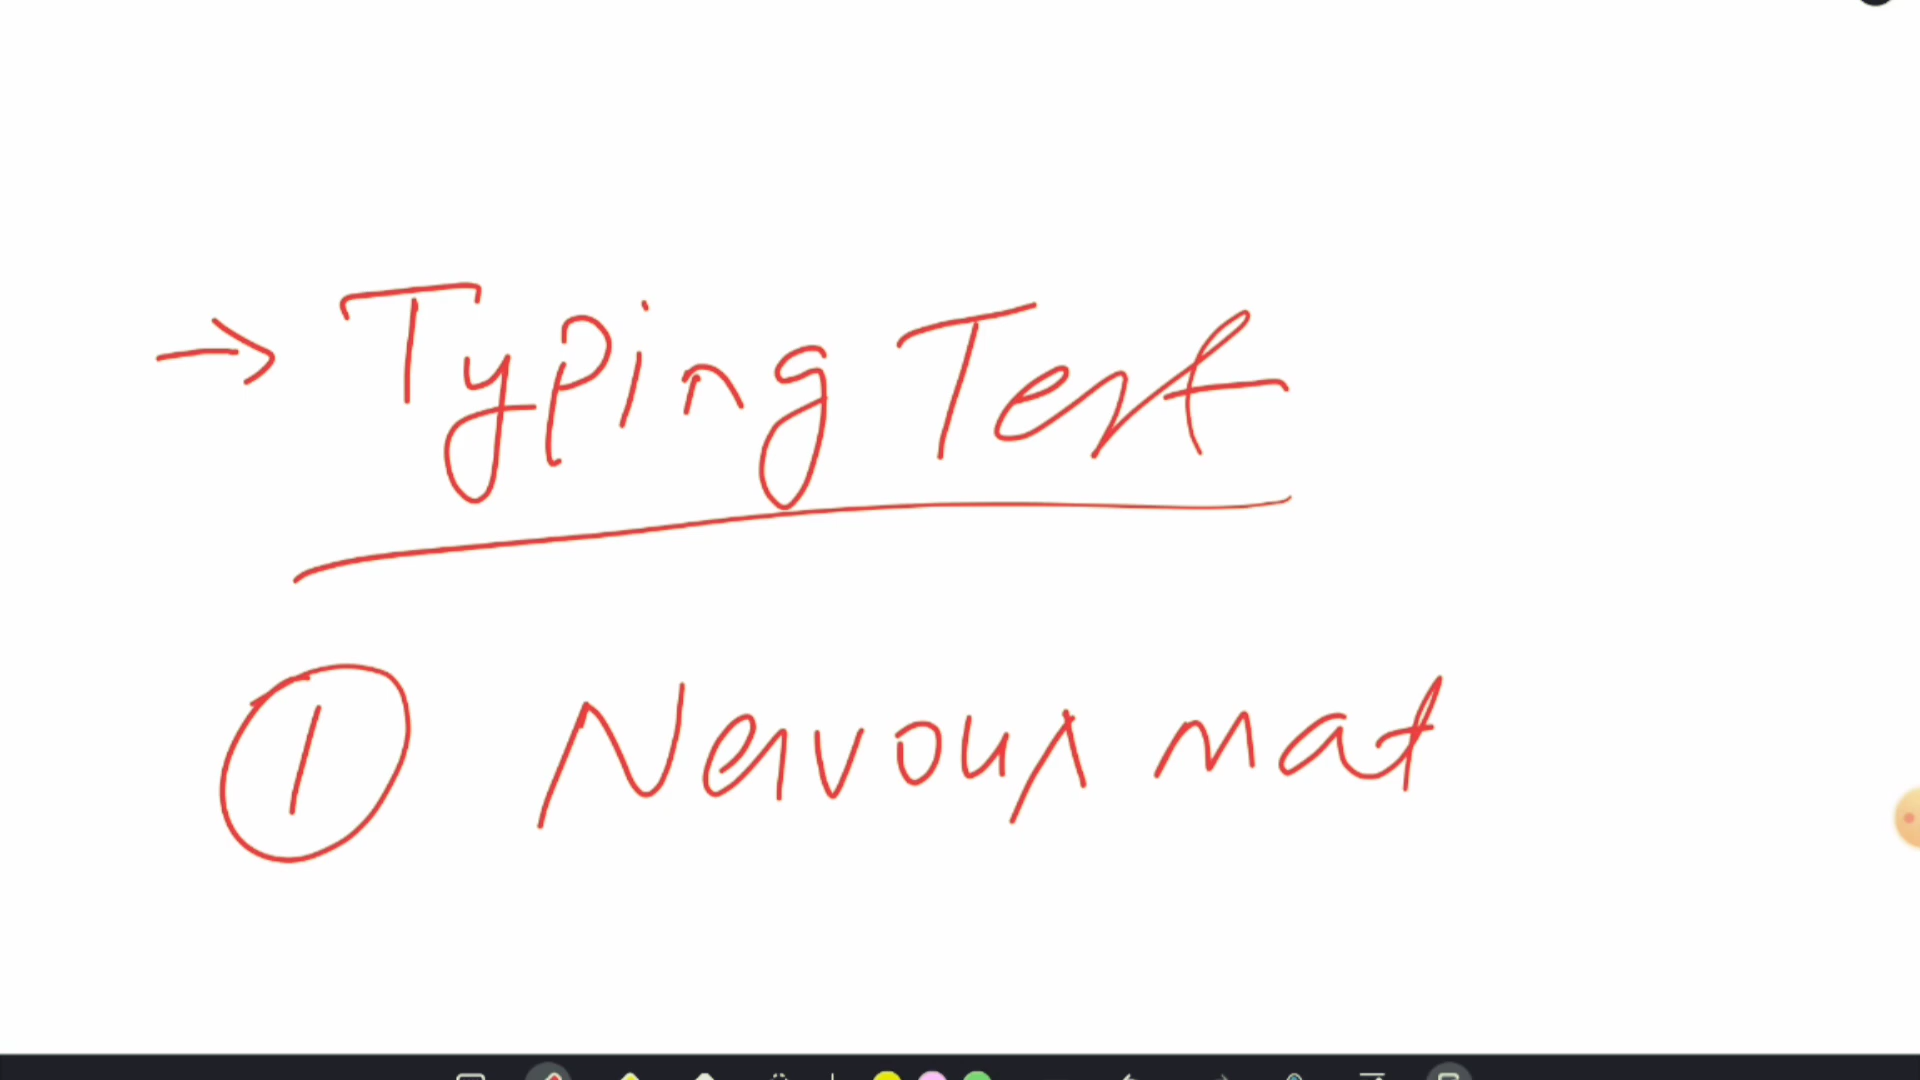 → Typing Test
① Nervous mat